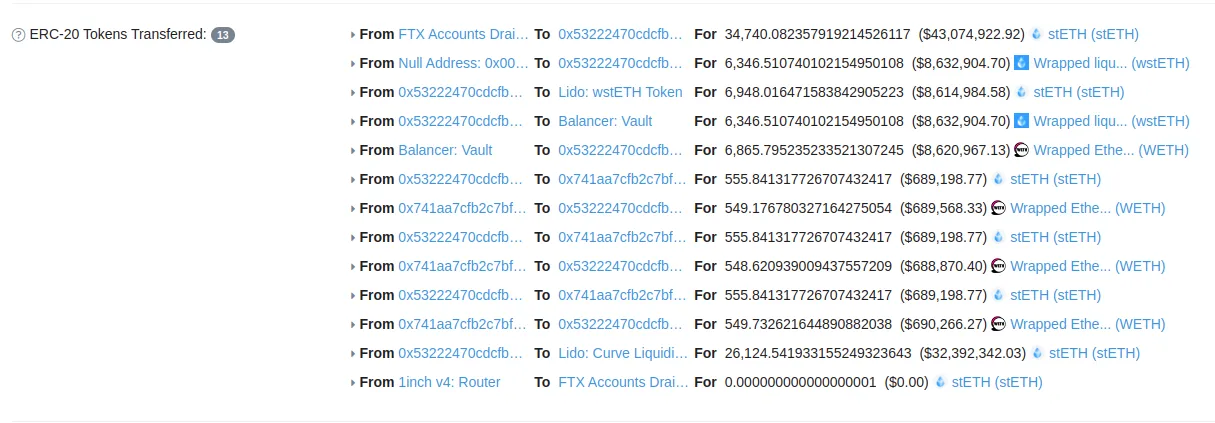 ? ERC-20 Tokens Transferred: 13
From FTX Accounts Drai... To 0x53222470cdcfb... For 34,740.082357919214526117 ($43,074,922.92) stETH (stETH)
From Null Address: 0x00... To 0x53222470cdcfb... For 6,346.510740102154950108 ($8,632,904.70) Wrapped liqu... (wstETH)
From 0x53222470cdcfb... To Lido: wstETH Token For 6,948.016471583842905223 ($8,614,984.58) stETH (stETH)
From 0x53222470cdcfb... To Balancer: Vault For 6,346.510740102154950108 ($8,632,904.70) Wrapped liqu... (wstETH)
From Balancer: Vault To 0x53222470cdcfb... For 6,865.795235233521307245 ($8,620,967.13) Wrapped Ethe... (WETH)
From 0x53222470cdcfb... To 0x741aa7cfb2c7bf... For 555.841317726707432417 ($689,198.77) stETH (stETH)
From 0x741aa7cfb2c7bf... To 0x53222470cdcfb... For 549.176780327164275054 ($689,568.33) Wrapped Ethe... (WETH)
From 0x53222470cdcfb... To 0x741aa7cfb2c7bf... For 555.841317726707432417 ($689,198.77) stETH (stETH)
From 0x741aa7cfb2c7bf... To 0x53222470cdcfb... For 548.620939009437557209 ($688,870.40) Wrapped Ethe... (WETH)
From 0x53222470cdcfb... To 0x741aa7cfb2c7bf... For 555.841317726707432417 ($689,198.77) stETH (stETH)
From 0x741aa7cfb2c7bf... To 0x53222470cdcfb... For 549.732621644890882038 ($690,266.27) Wrapped Ethe... (WETH)
From 0x53222470cdcfb... To Lido: Curve Liquidi... For 26,124.541933155249323643 ($32,392,342.03) stETH (stETH)
From 1inch v4: Router To FTX Accounts Drai... For 0.000000000000000001 ($0.00) stETH (stETH)